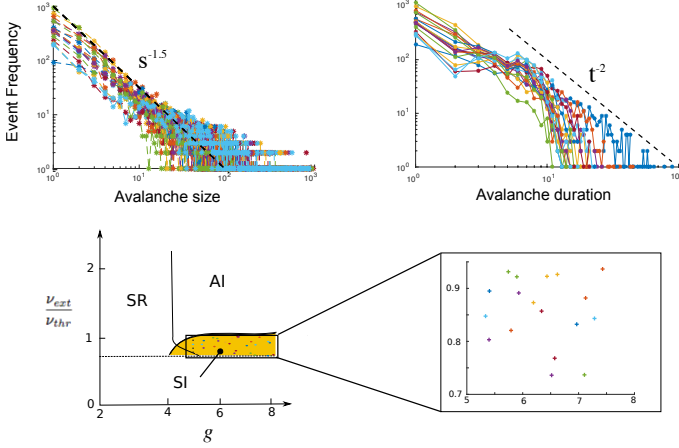 10³
10²
10¹
10⁰
Event Frequency
s⁻¹·⁵
10⁰
10¹
10²
10³
Avalanche size
10³
10²
10¹
10⁰
t⁻²
10⁰
10¹
10
Avalanche duration
2
1
0
ν_ext
ν_thr
SR
AI
SI
2
4
6
8
g
0.9
0.8
0.7
5
6
7
8